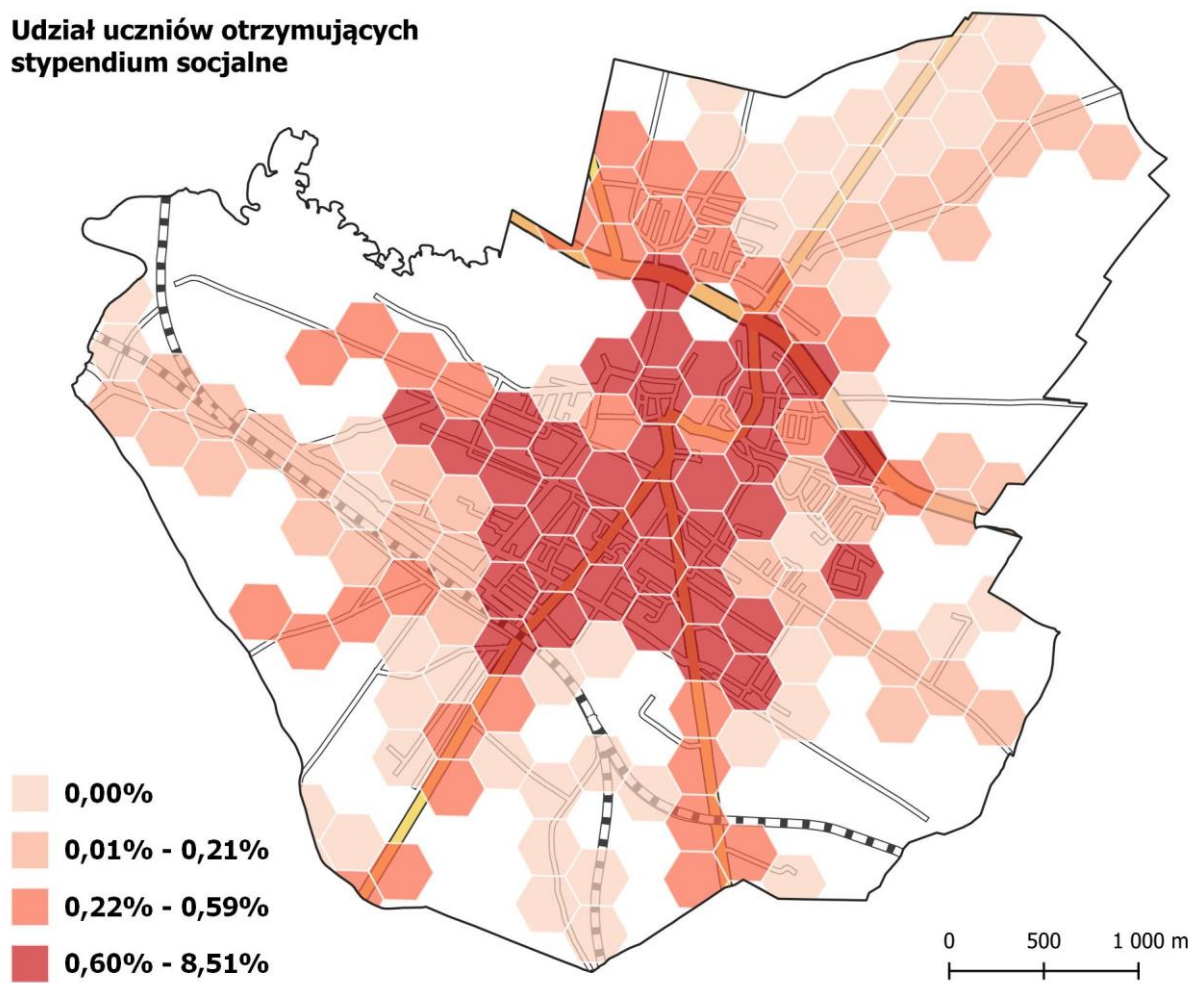 Udział uczniów otrzymujących
stypendium socjalne
0,00%
0,01% - 0,21%
0,22% - 0,59%
0,60% - 8,51%
0 500 1 000 m